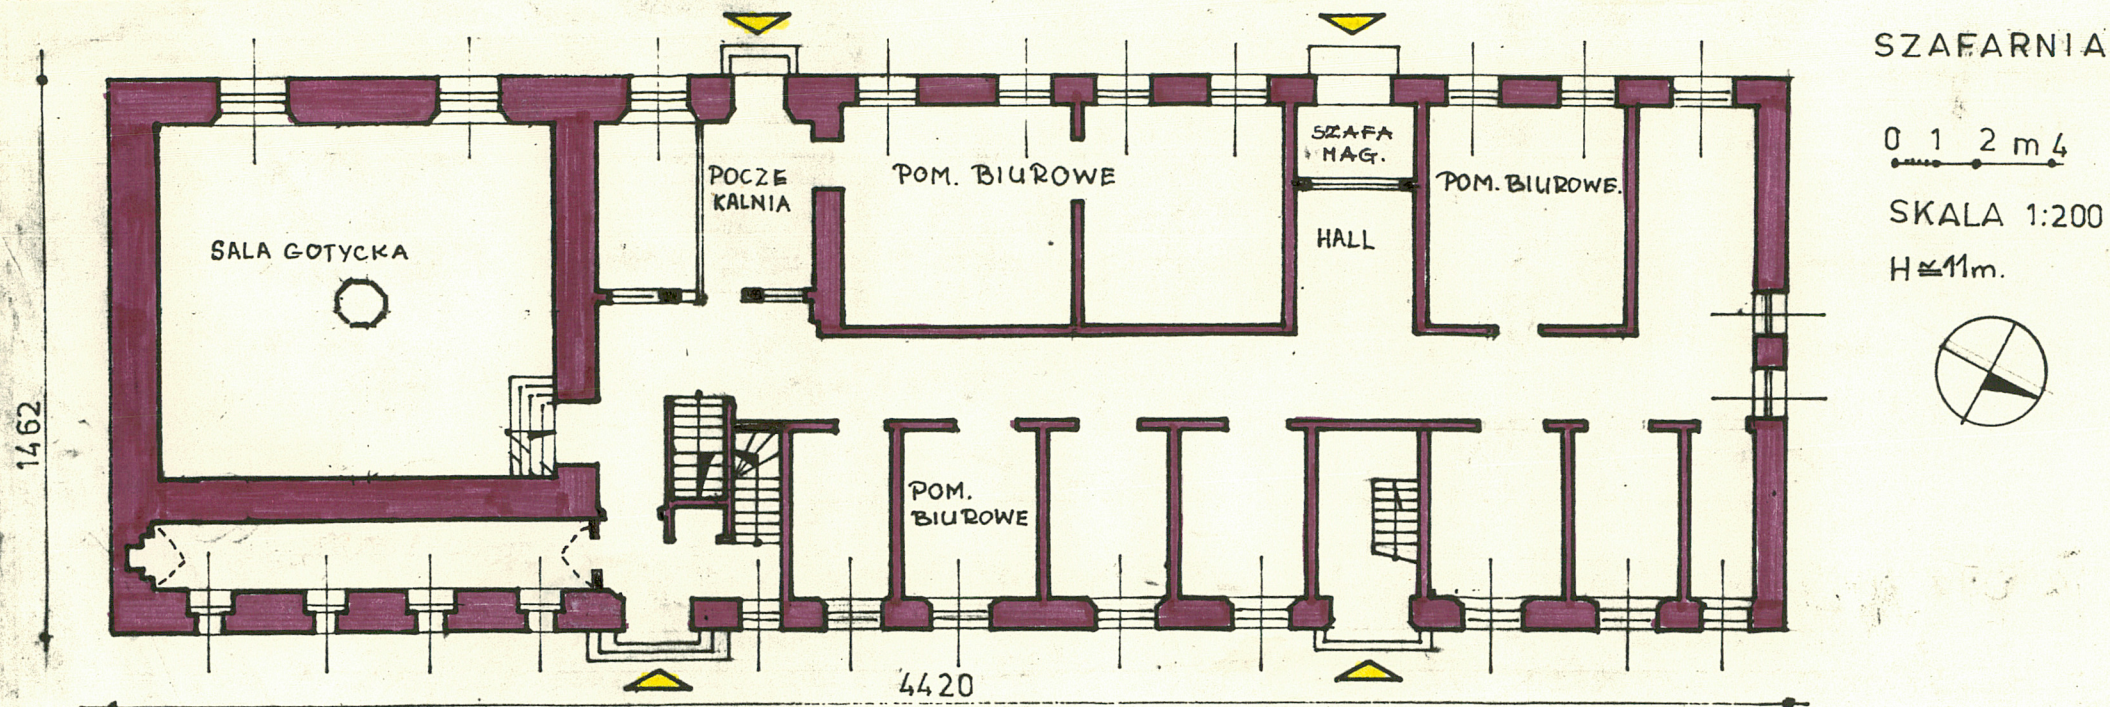 SZAFARNIA
0 1 2 m 4
SKALA 1:200
H≅11m.
SZAFA
MAG.
POCZE
KALNIA
POM. BIUROWE
POM. BIUROWE.
HALL
SALA GOTYCKA
POM.
BIUROWE
1462
4420